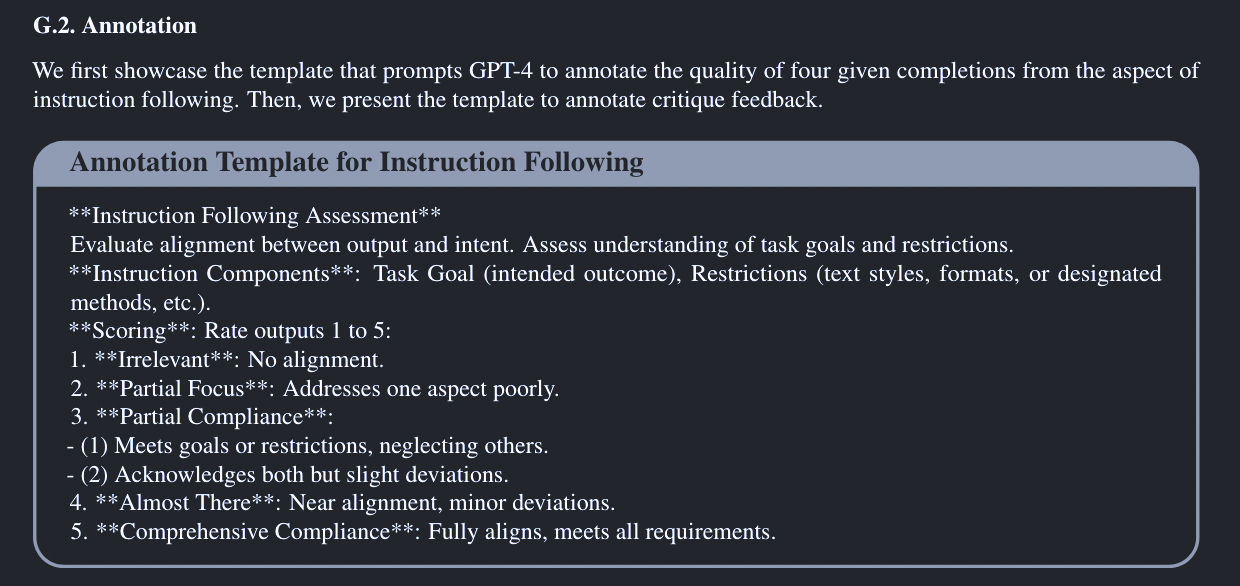 G.2. Annotation
We first showcase the template that prompts GPT-4 to annotate the quality of four given completions from the aspect of
instruction following. Then, we present the template to annotate critique feedback.
Annotation Template for Instruction Following
**Instruction Following Assessment**
Evaluate alignment between output and intent. Assess understanding of task goals and restrictions.
**Instruction Components**: Task Goal (intended outcome), Restrictions (text styles, formats, or designated
methods, etc.).
**Scoring**: Rate outputs 1 to 5:
1. **Irrelevant**: No alignment.
2. **Partial Focus**: Addresses one aspect poorly.
3. **Partial Compliance**:
- (1) Meets goals or restrictions, neglecting others.
- (2) Acknowledges both but slight deviations.
4. **Almost There**: Near alignment, minor deviations.
5. **Comprehensive Compliance**: Fully aligns, meets all requirements.